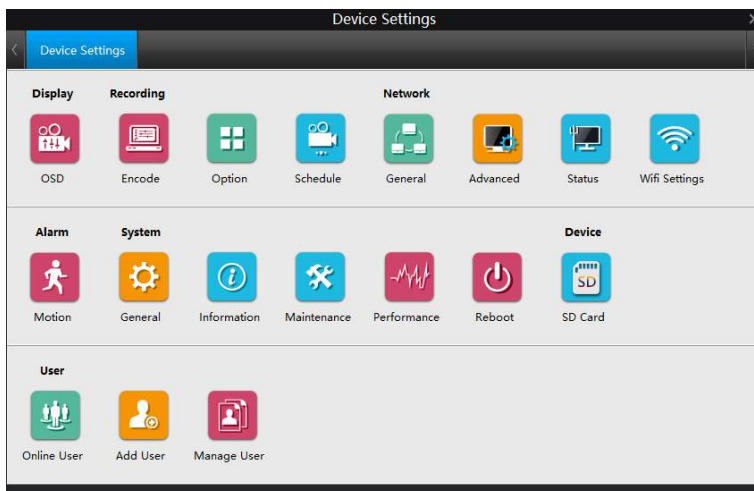 Device Settings
Device Settings
Display Recording Network
OSD Encode Option Schedule General Advanced Status Wifi Settings
Alarm System Device
SD
Motion General Information Maintenance Performance Reboot SD Card
User
Online User Add User Manage User